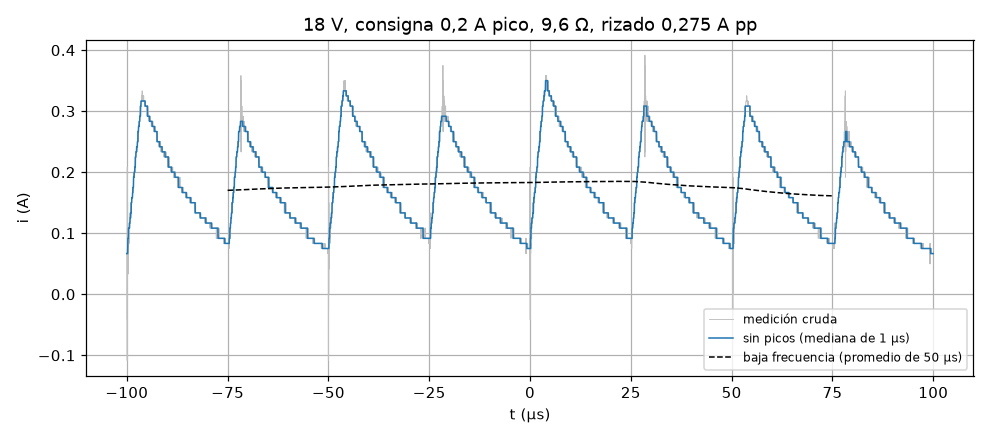 18 V, consigna 0,2 A pico, 9,6 Ω, rizado 0,275 A pp
0.4
0.3
0.2
0.1
0.0
−0.1
i (A)
medición cruda
sin picos (mediana de 1 µs)
baja frecuencia (promedio de 50 µs)
−100
−75
−50
−25
0
25
50
75
100
t (µs)